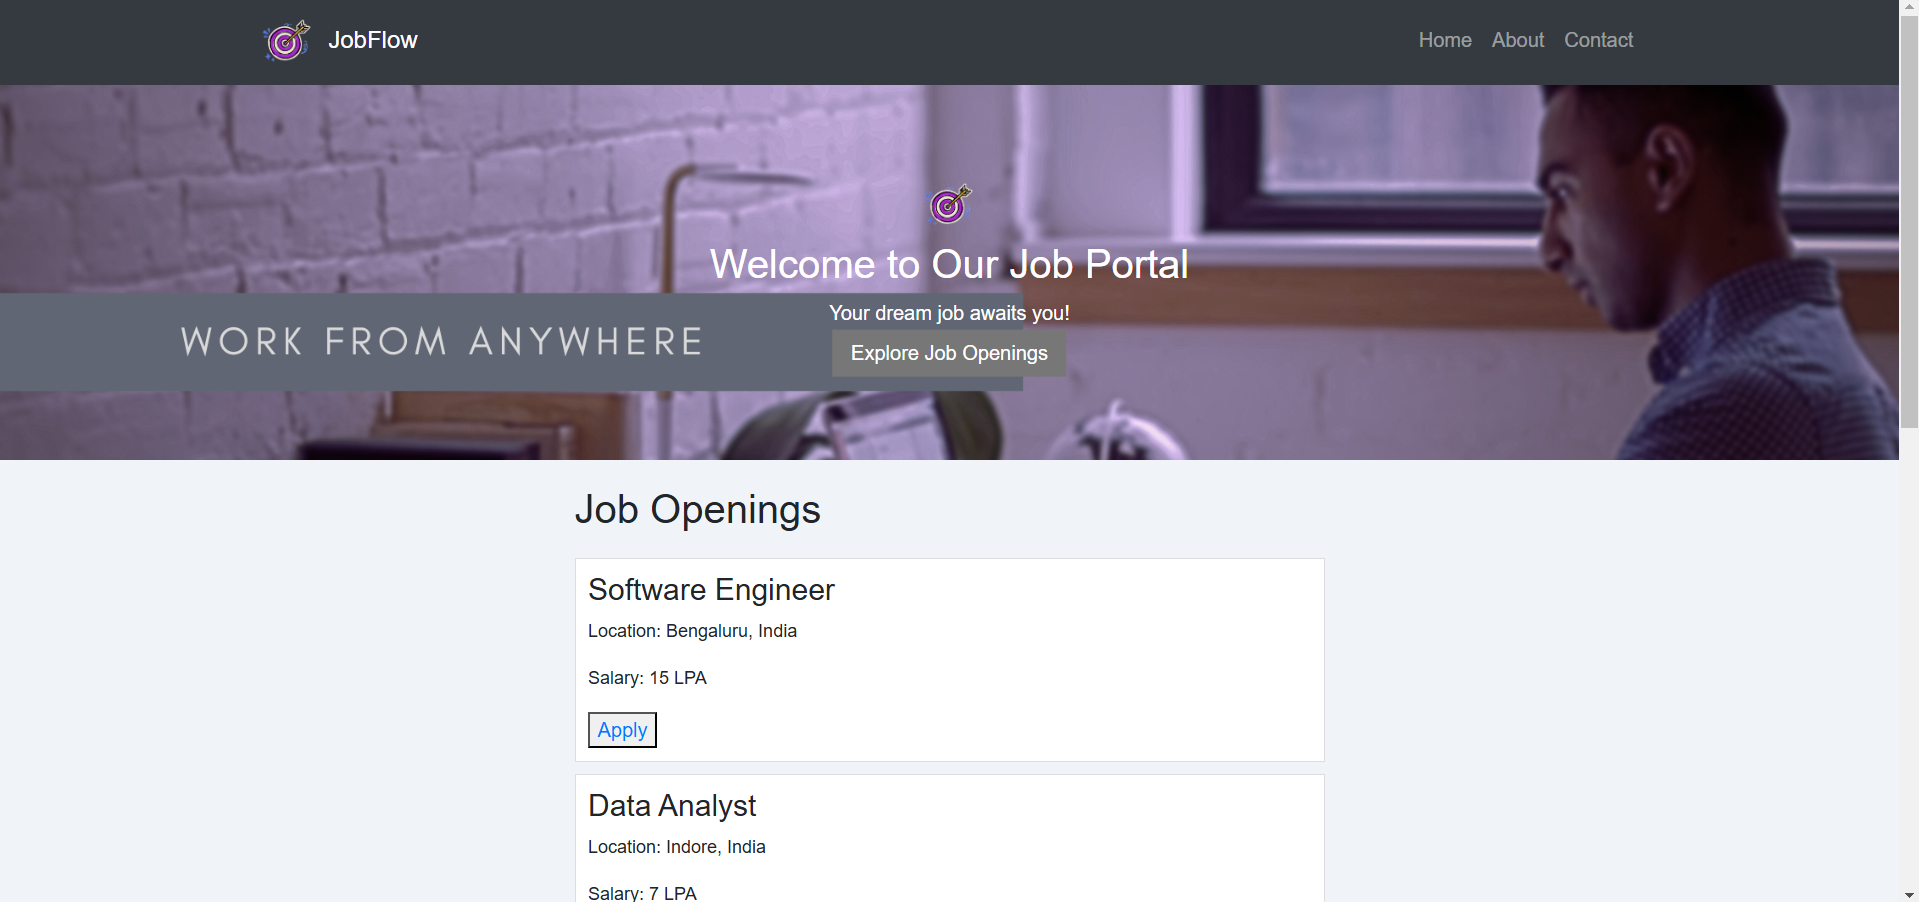 JobFlow
Home About Contact
Welcome to Our Job Portal
Your dream job awaits you!
WORK FROM ANYWHERE
Explore Job Openings
Job Openings
Software Engineer
Location: Bengaluru, India
Salary: 15 LPA
Apply
Data Analyst
Location: Indore, India
Salary: 7 LPA